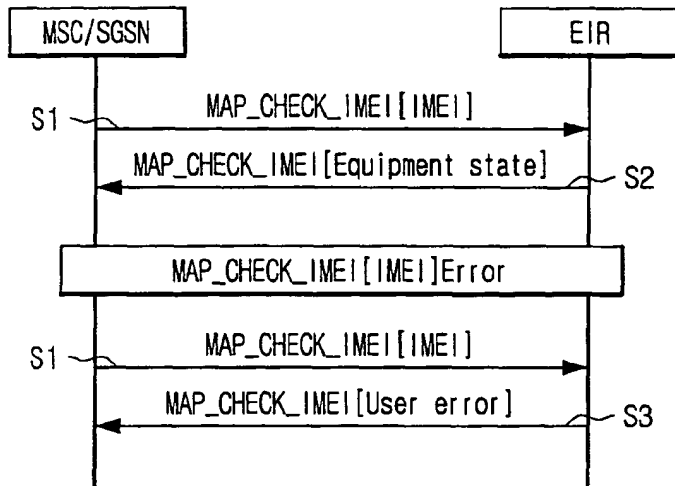 MSC/SGSN
EIR
S1
MAP_CHECK_IMEI[IMEI]
MAP_CHECK_IMEI[Equipment state]
S2
MAP_CHECK_IMEI[IMEI]Error
S1
MAP_CHECK_IMEI[IMEI]
MAP_CHECK_IMEI[User error]
S3